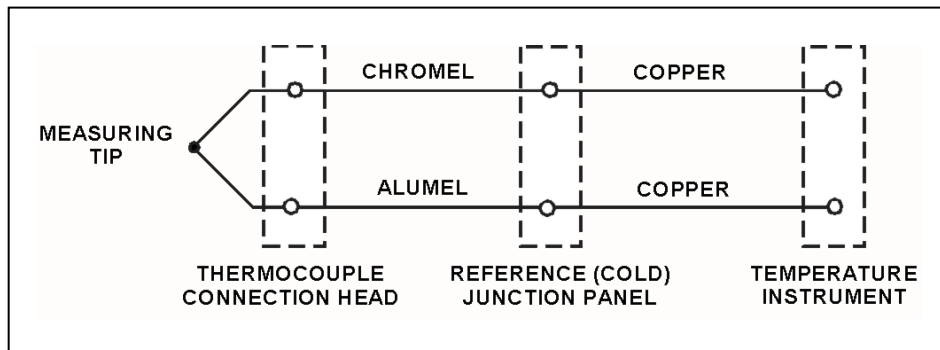 CHROMEL
COPPER
MEASURING
TIP
ALUMEL
COPPER
THERMOCOUPLE
CONNECTION HEAD
REFERENCE (COLD)
JUNCTION PANEL
TEMPERATURE
INSTRUMENT